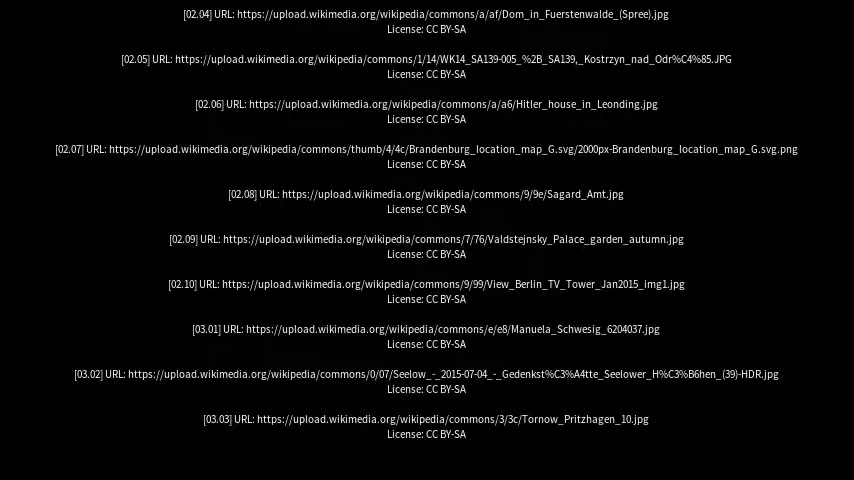 [02.04] URL: https://upload.wikimedia.org/wikipedia/commons/a/af/Dom_in_Fuerstenwalde_(Spree).jpg
License: CC BY-SA
[02.05] URL: https://upload.wikimedia.org/wikipedia/commons/1/14/WK14_SA139-005_%2B_SA139,_Kostrzyn_nad_Odr%C4%85.JPG
License: CC BY-SA
[02.06] URL: https://upload.wikimedia.org/wikipedia/commons/a/a6/Hitler_house_in_Leonding.jpg
License: CC BY-SA
[02.07] URL: https://upload.wikimedia.org/wikipedia/commons/thumb/4/4c/Brandenburg_location_map_G.svg/2000px-Brandenburg_location_map_G.svg.png
License: CC BY-SA
[02.08] URL: https://upload.wikimedia.org/wikipedia/commons/9/9e/Sagard_Amt.jpg
License: CC BY-SA
[02.09] URL: https://upload.wikimedia.org/wikipedia/commons/7/76/Valdstejnsky_Palace_garden_autumn.jpg
License: CC BY-SA
[02.10] URL: https://upload.wikimedia.org/wikipedia/commons/9/99/View_Berlin_TV_Tower_Jan2015_img1.jpg
License: CC BY-SA
[03.01] URL: https://upload.wikimedia.org/wikipedia/commons/e/e8/Manuela_Schwesig_6204037.jpg
License: CC BY-SA
[03.02] URL: https://upload.wikimedia.org/wikipedia/commons/0/07/Seelow_-_2015-07-04_-_Gedenkst%C3%A4tte_Seelower_H%C3%B6hen_(39)-HDR.jpg
License: CC BY-SA
[03.03] URL: https://upload.wikimedia.org/wikipedia/commons/3/3c/Tornow_Pritzhagen_10.jpg
License: CC BY-SA